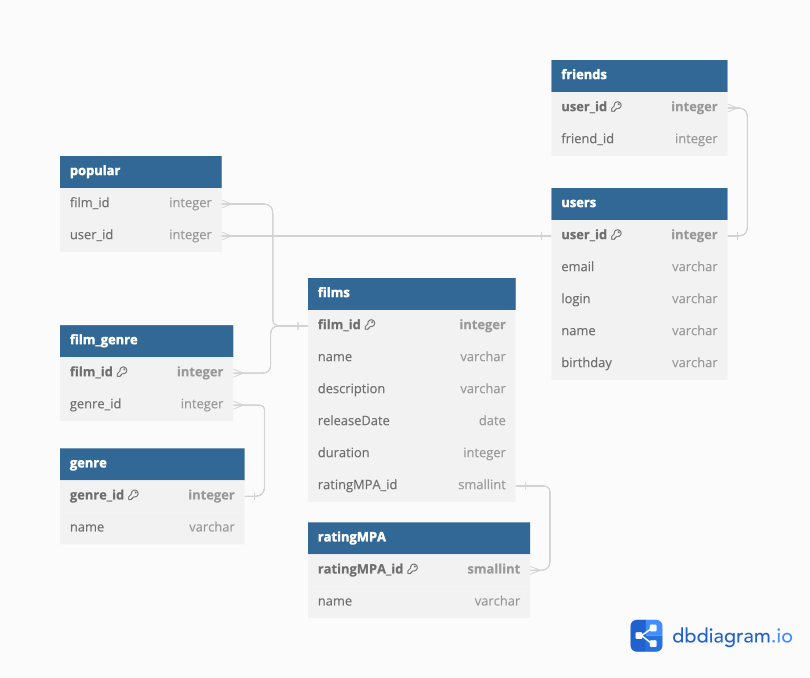 friends
user_id integer
friend_id integer
popular
film_id integer
user_id integer
users
user_id integer
email varchar
login varchar
name varchar
birthday varchar
films
film_id integer
name varchar
description varchar
releaseDate date
duration integer
ratingMPA_id smallint
film_genre
film_id integer
genre_id integer
genre
genre_id integer
name varchar
ratingMPA
ratingMPA_id smallint
name varchar
dbdiagram.io